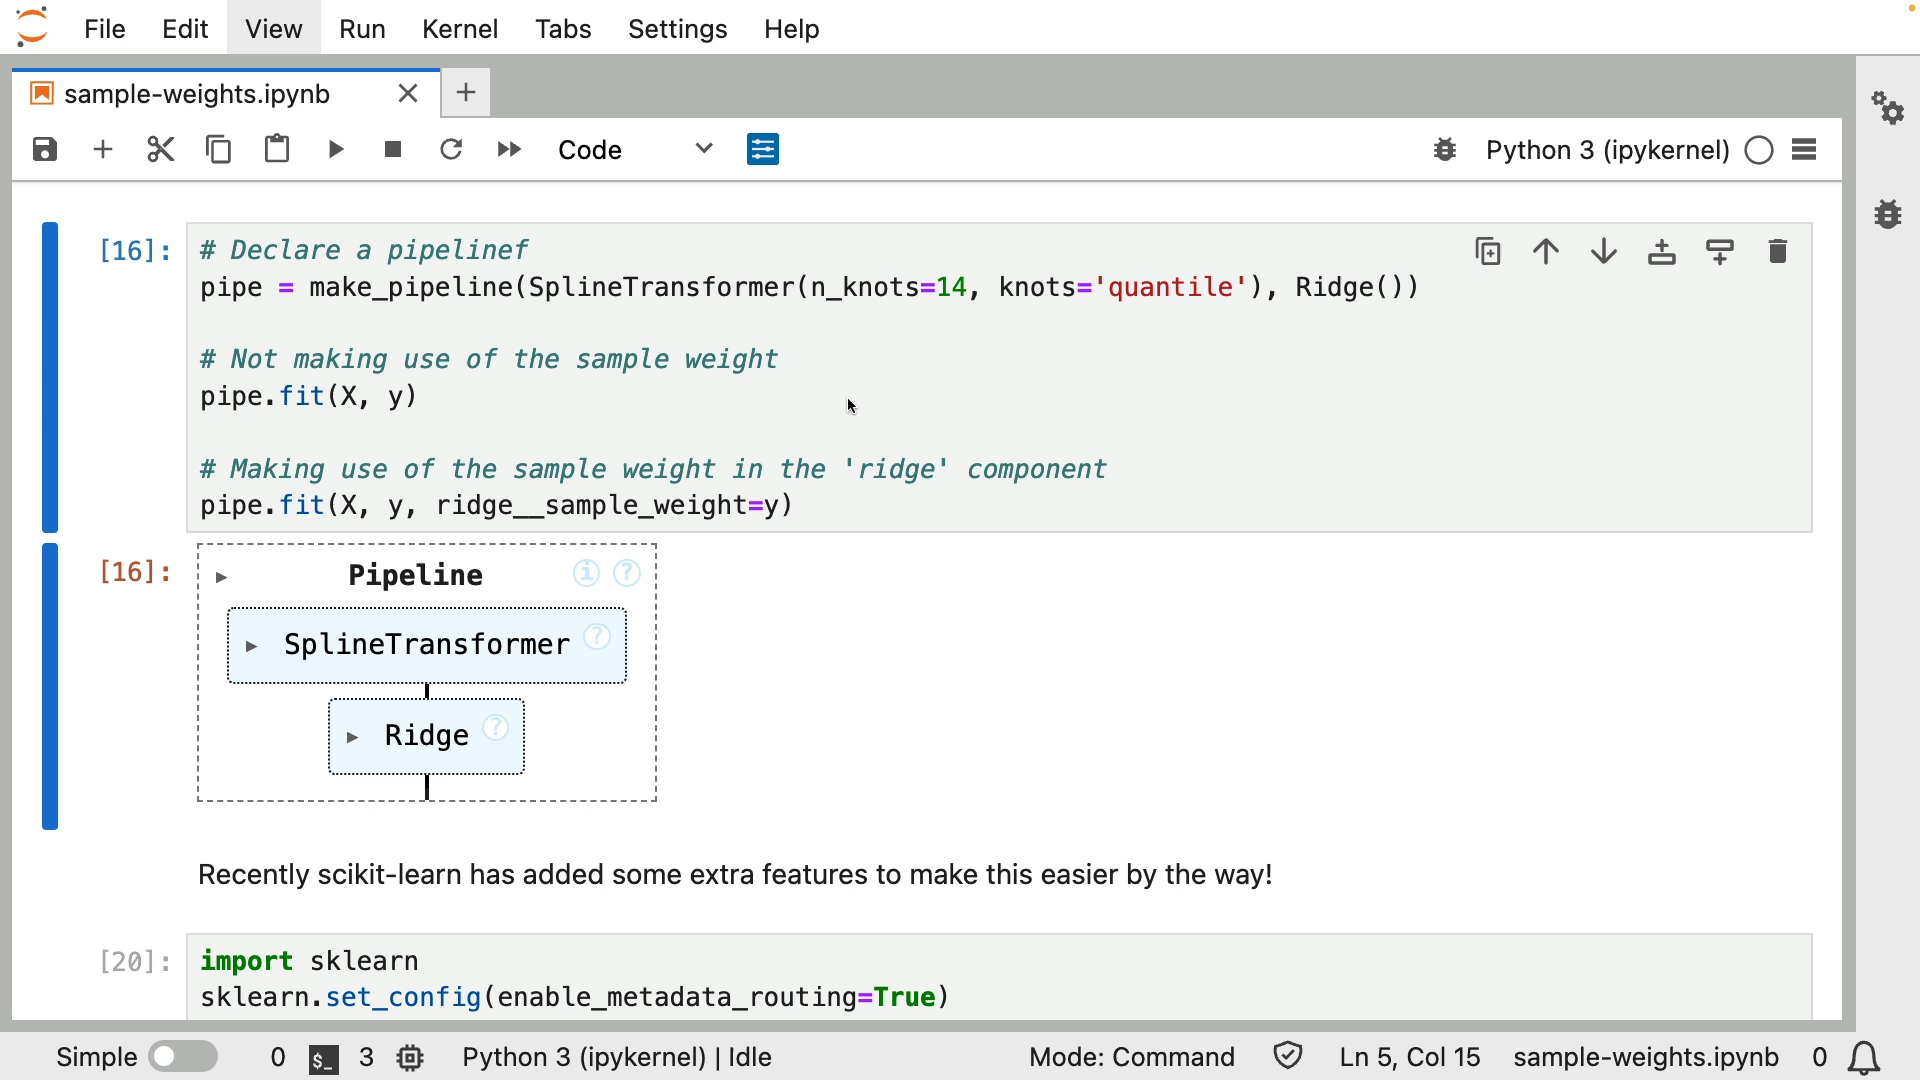 File Edit View Run Kernel Tabs Settings Help
sample-weights.ipynb
Code
Python 3 (ipykernel)
[16]:
# Declare a pipelinef
pipe = make_pipeline(SplineTransformer(n_knots=14, knots='quantile'), Ridge())
# Not making use of the sample weight
pipe.fit(X, y)
# Making use of the sample weight in the 'ridge' component
pipe.fit(X, y, ridge__sample_weight=y)
[16]:
Pipeline i ?
SplineTransformer ?
Ridge ?
Recently scikit-learn has added some extra features to make this easier by the way!
[20]:
import sklearn
sklearn.set_config(enable_metadata_routing=True)
Simple 0 $_ 3 Python 3 (ipykernel) | Idle Mode: Command Ln 5, Col 15 sample-weights.ipynb 0